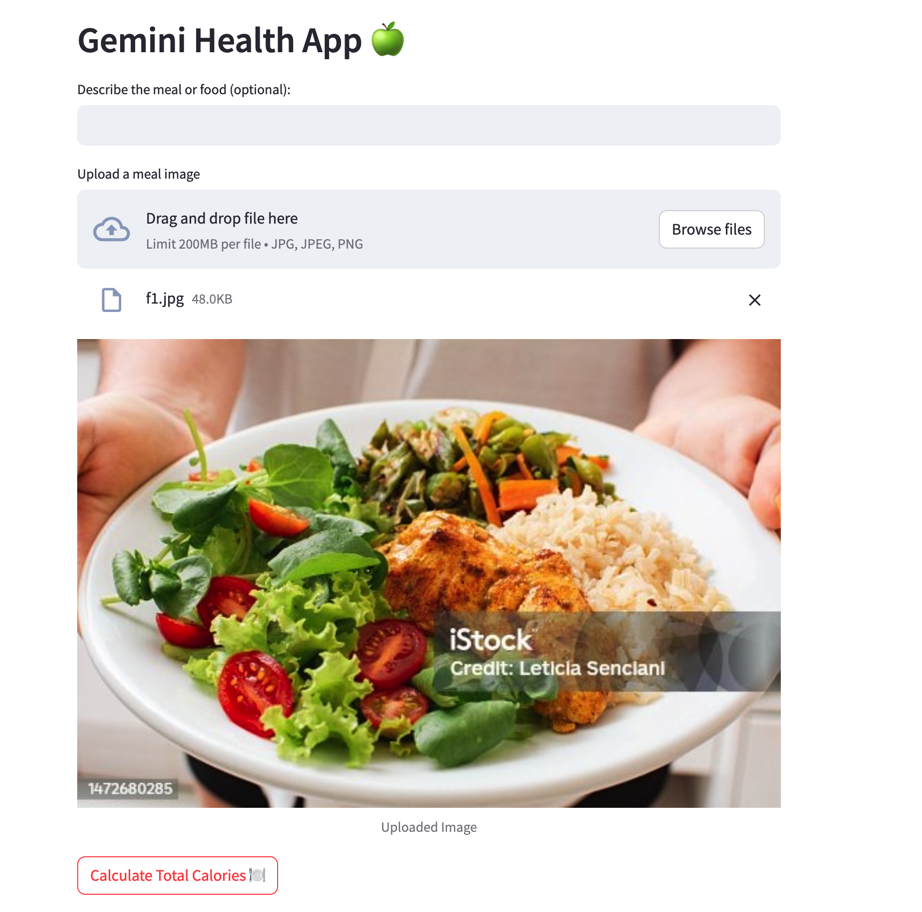 Gemini Health App 🍏
Describe the meal or food (optional):
Upload a meal image
Drag and drop file here
Limit 200MB per file • JPG, JPEG, PNG
Browse files
f1.jpg 48.0KB
iStock
Credit: Leticia Senciani
1472680285
Uploaded Image
Calculate Total Calories🍽️